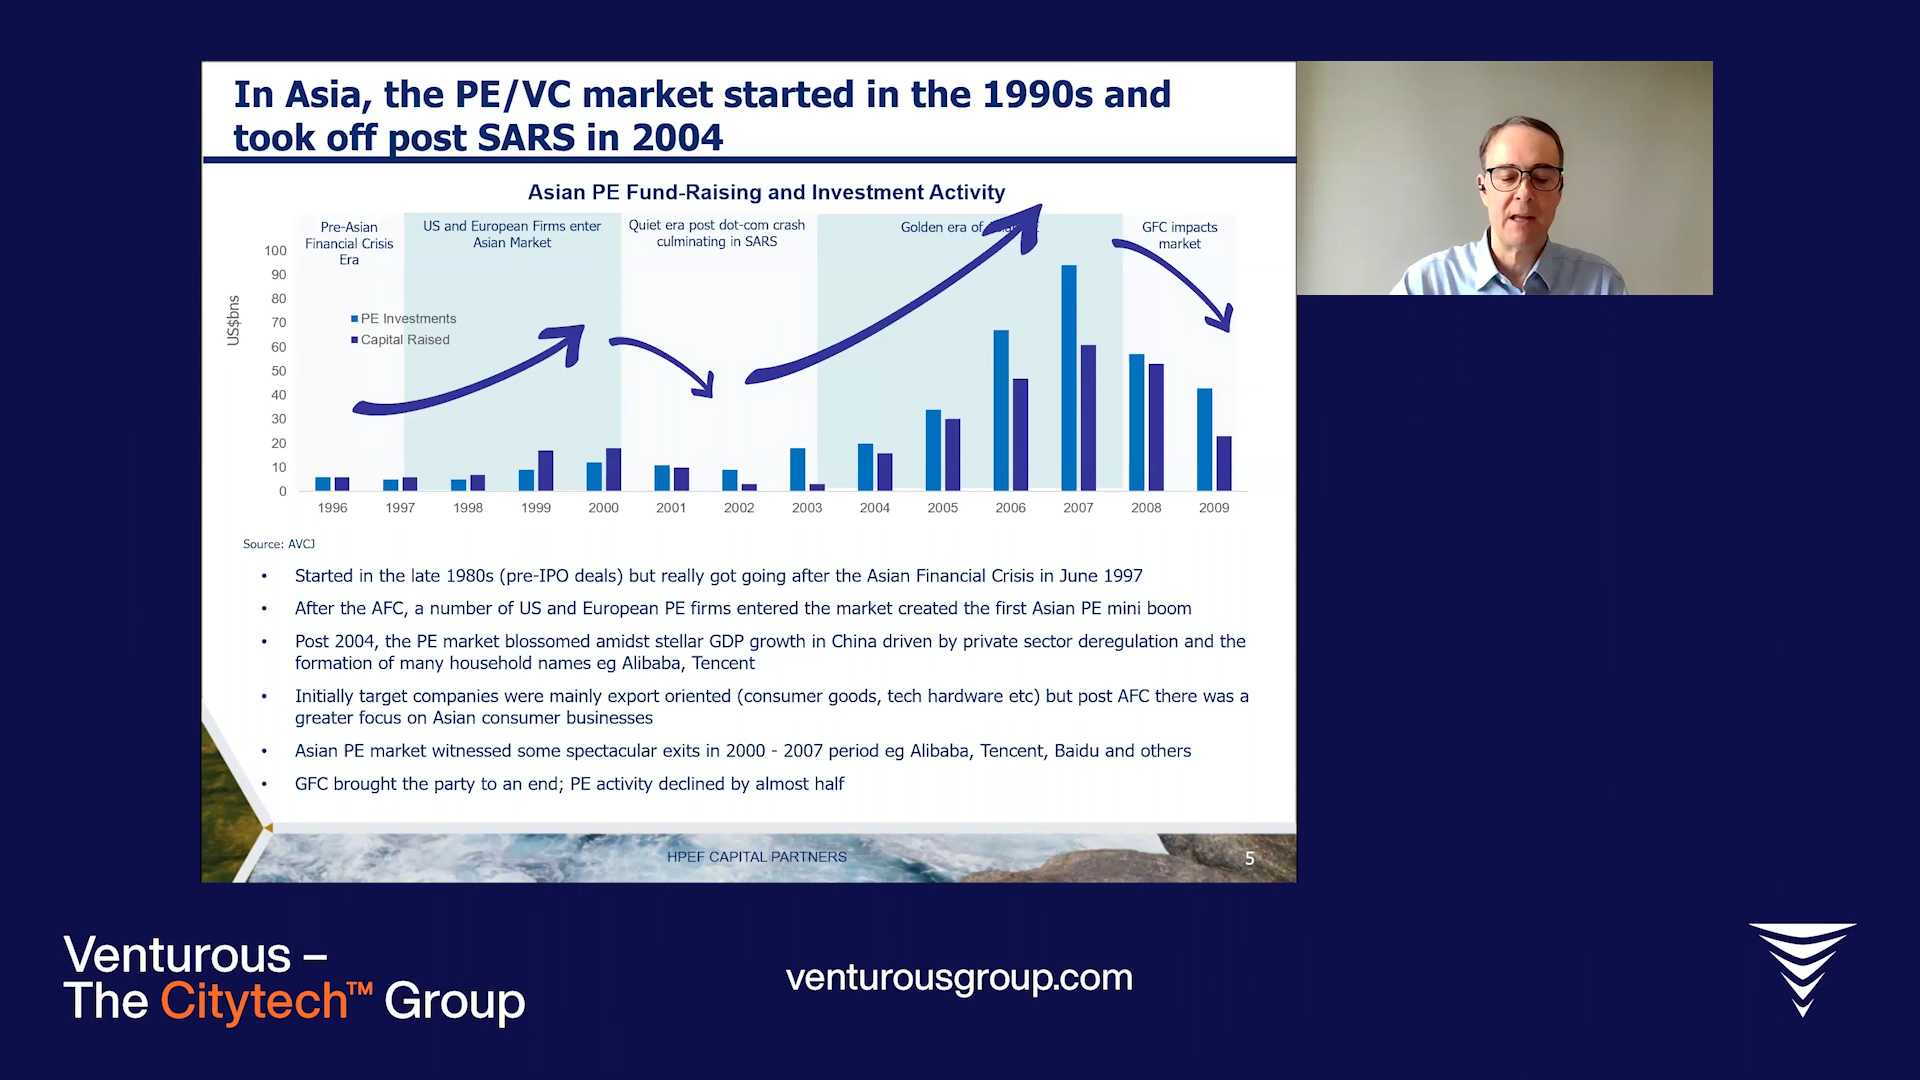 In Asia, the PE/VC market started in the 1990s and
took off post SARS in 2004
Asian PE Fund-Raising and Investment Activity
Pre-Asian
Financial Crisis
Era
US and European Firms enter
Asian Market
Quiet era post dot-com crash
culminating in SARS
Golden era of
GFC impacts
market
US$bns
100
90
80
70
60
50
40
30
20
10
0
PE Investments
Capital Raised
1996 1997 1998 1999 2000 2001 2002 2003 2004 2005 2006 2007 2008 2009
Source: AVCJ
• Started in the late 1980s (pre-IPO deals) but really got going after the Asian Financial Crisis in June 1997
• After the AFC, a number of US and European PE firms entered the market created the first Asian PE mini boom
• Post 2004, the PE market blossomed amidst stellar GDP growth in China driven by private sector deregulation and the
formation of many household names eg Alibaba, Tencent
• Initially target companies were mainly export oriented (consumer goods, tech hardware etc) but post AFC there was a
greater focus on Asian consumer businesses
• Asian PE market witnessed some spectacular exits in 2000 - 2007 period eg Alibaba, Tencent, Baidu and others
• GFC brought the party to an end; PE activity declined by almost half
HPEF CAPITAL PARTNERS
5
Venturous –
The Citytech™ Group
venturousgroup.com